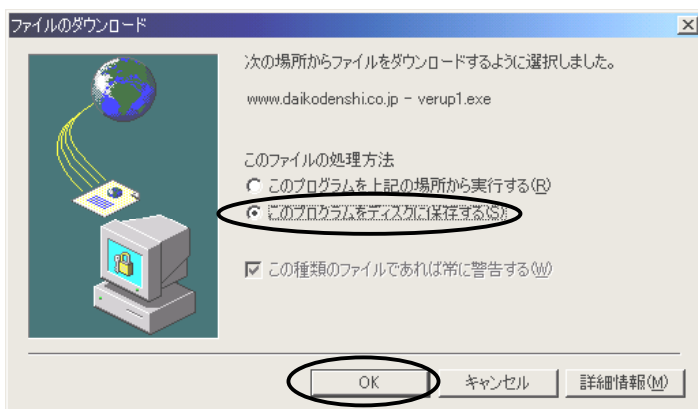 ファイルのダウンロード
次の場所からファイルをダウンロードするように選択しました。
www.daikodenshi.co.jp - verup1.exe
このファイルの処理方法
このプログラムを上記の場所から実行する(R)
このプログラムをディスクに保存する(S)
この種類のファイルであれば常に警告する(W)
OK キャンセル 詳細情報(M)